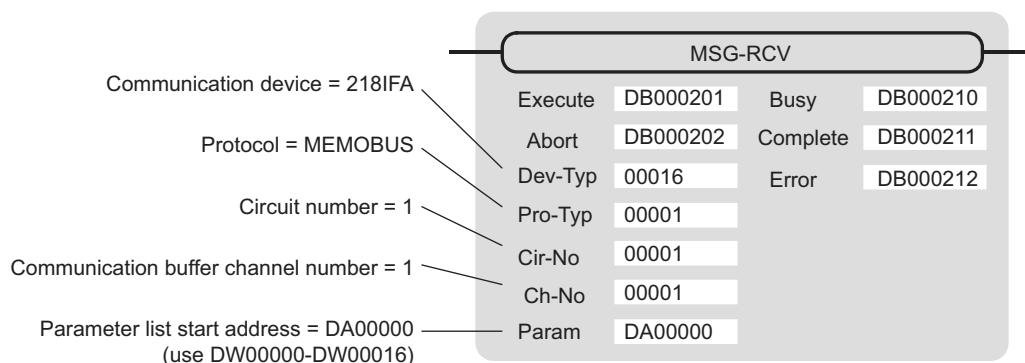 MSG-RCV
Communication device = 218IFA
Execute DB000201 Busy DB000210
Protocol = MEMOBUS
Abort DB000202 Complete DB000211
Dev-Typ 00016 Error DB000212
Circuit number = 1
Pro-Typ 00001
Cir-No 00001
Communication buffer channel number = 1
Ch-No 00001
Parameter list start address = DA00000
(use DW00000-DW00016)
Param DA00000